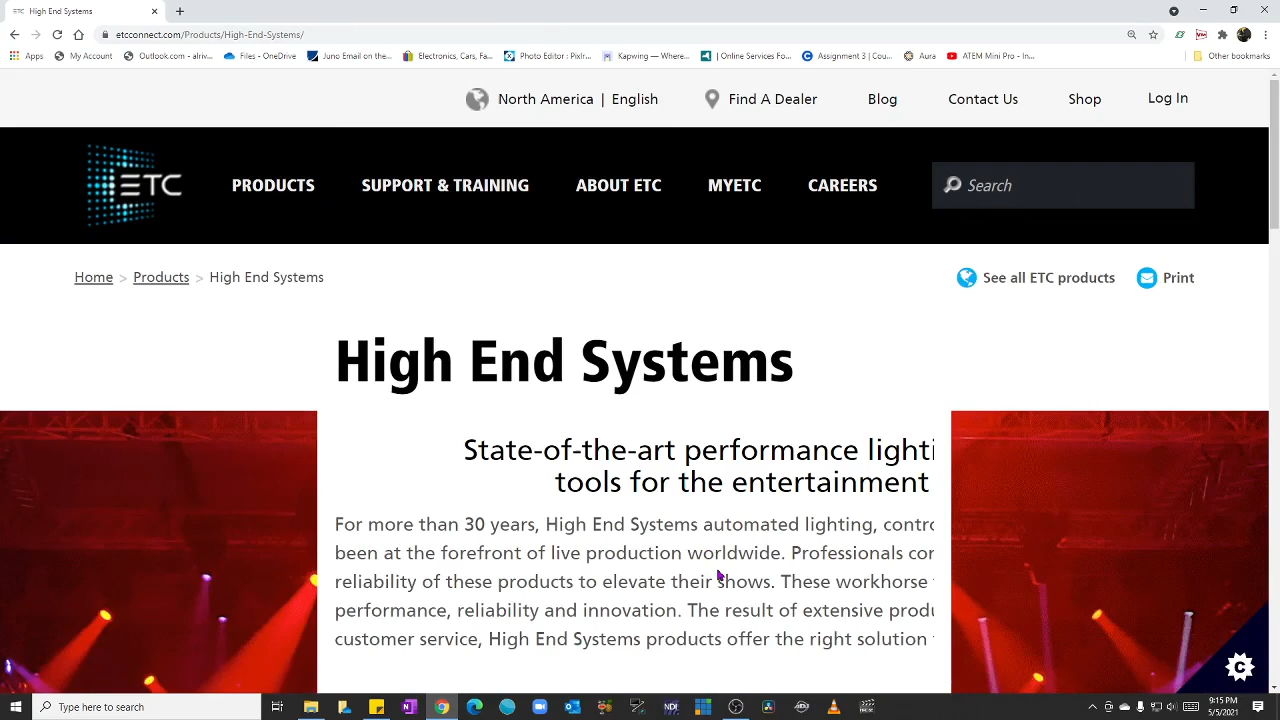 High End Systems
etcconnect.com/Products/High-End-Systems/
Apps My Account Outlook.com - alriv... Files - OneDrive Juno Email on the... Electronics, Cars, Fa... Photo Editor : Pixlr... Kapwing — Where... | Online Services Fo... Assignment 3 | Cou... Aura ATEM Mini Pro - In... Other bookmarks
North America | English Find A Dealer Blog Contact Us Shop Log In
ETC PRODUCTS SUPPORT & TRAINING ABOUT ETC MYETC CAREERS Search
Home > Products > High End Systems See all ETC products Print
High End Systems
State-of-the-art performance lighti
tools for the entertainment
For more than 30 years, High End Systems automated lighting, contro
been at the forefront of live production worldwide. Professionals con
reliability of these products to elevate their shows. These workhorse
performance, reliability and innovation. The result of extensive produ
customer service, High End Systems products offer the right solution
Type here to search 9:15 PM
5/5/2021